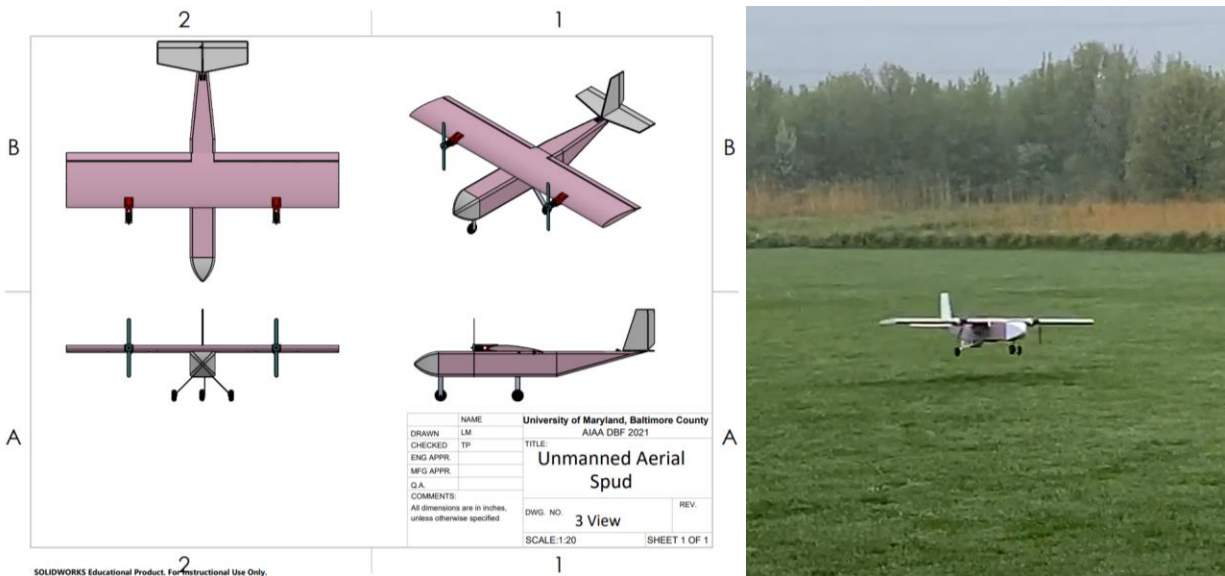 2 1
B B
A A
NAME
DRAWN LM
CHECKED TP
ENG APPR.
MFG APPR.
Q.A.
COMMENTS:
All dimensions are in inches,
unless otherwise specified
University of Maryland, Baltimore County
AIAA DBF 2021
TITLE:
Unmanned Aerial
Spud
DWG. NO. 3 View REV.
SCALE:1:20 SHEET 1 OF 1
2 1
SOLIDWORKS Educational Product. For Instructional Use Only.